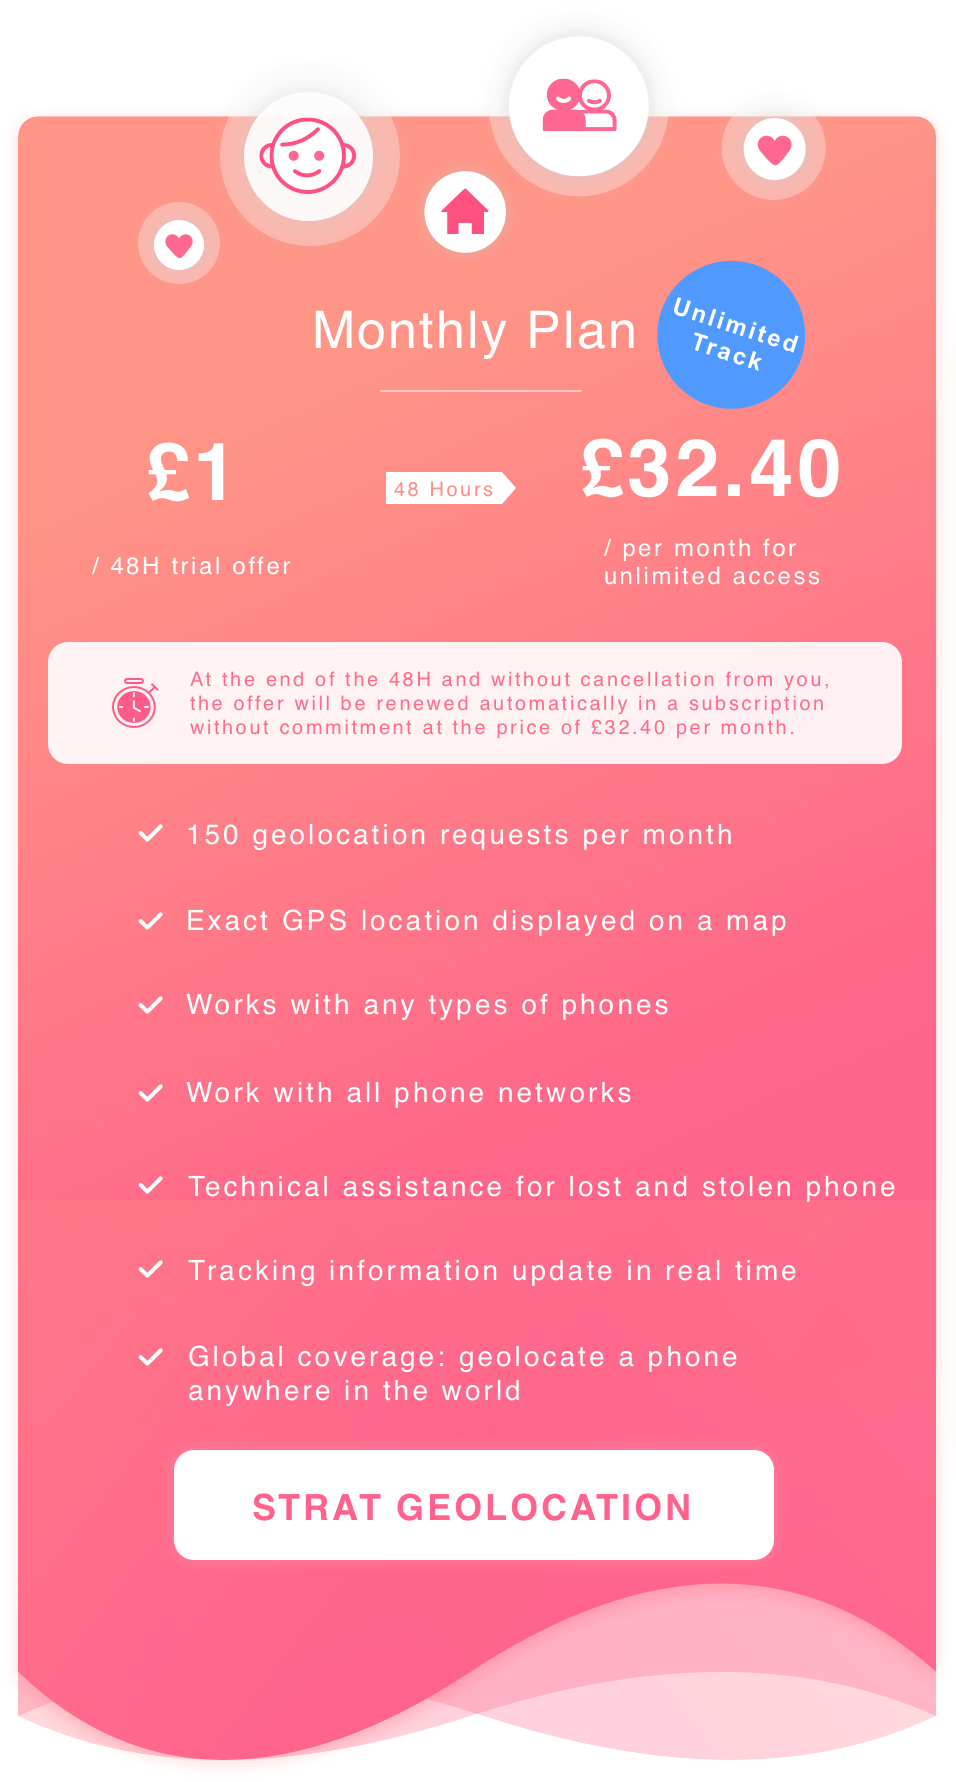 Monthly Plan
Unlimited
Track
£1
48 Hours
£32.40
/ 48H trial offer
/ per month for
unlimited access
At the end of the 48H and without cancellation from you,
the offer will be renewed automatically in a subscription
without commitment at the price of £32.40 per month.
150 geolocation requests per month
Exact GPS location displayed on a map
Works with any types of phones
Work with all phone networks
Technical assistance for lost and stolen phone
Tracking information update in real time
Global coverage: geolocate a phone
anywhere in the world
STRAT GEOLOCATION